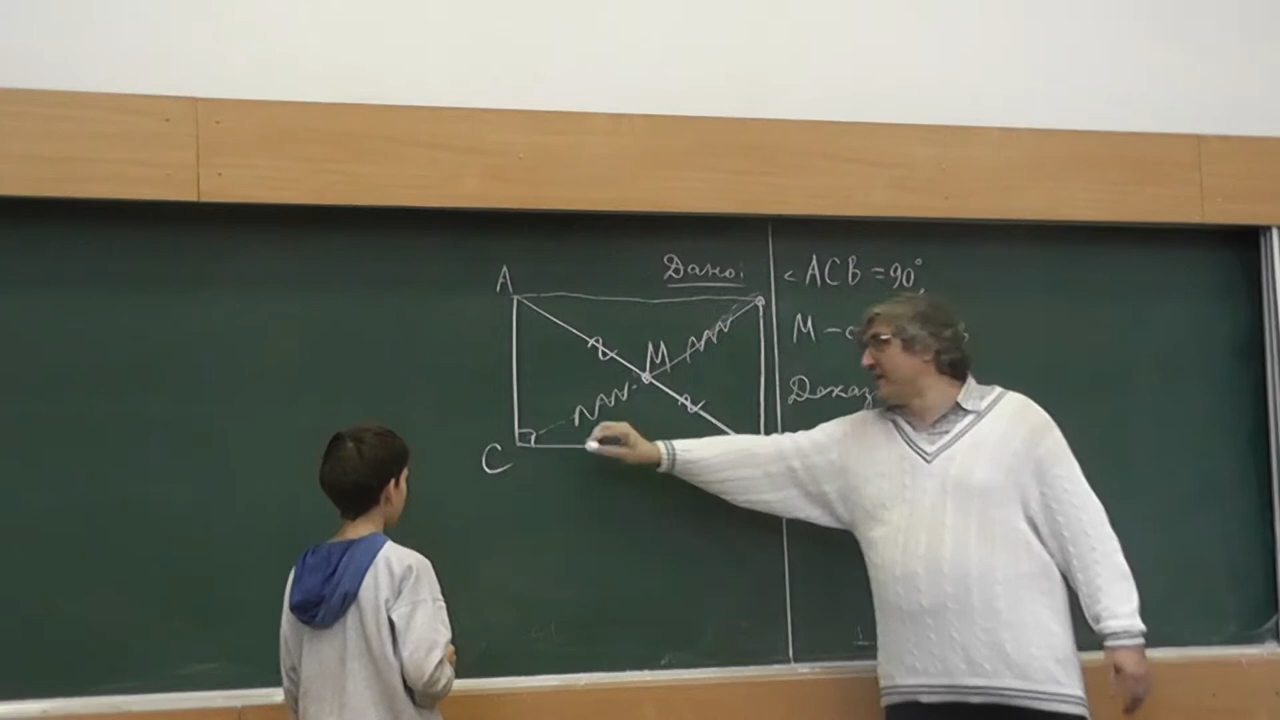 A
Дано:
< ACB = 90°,
M
M –
C